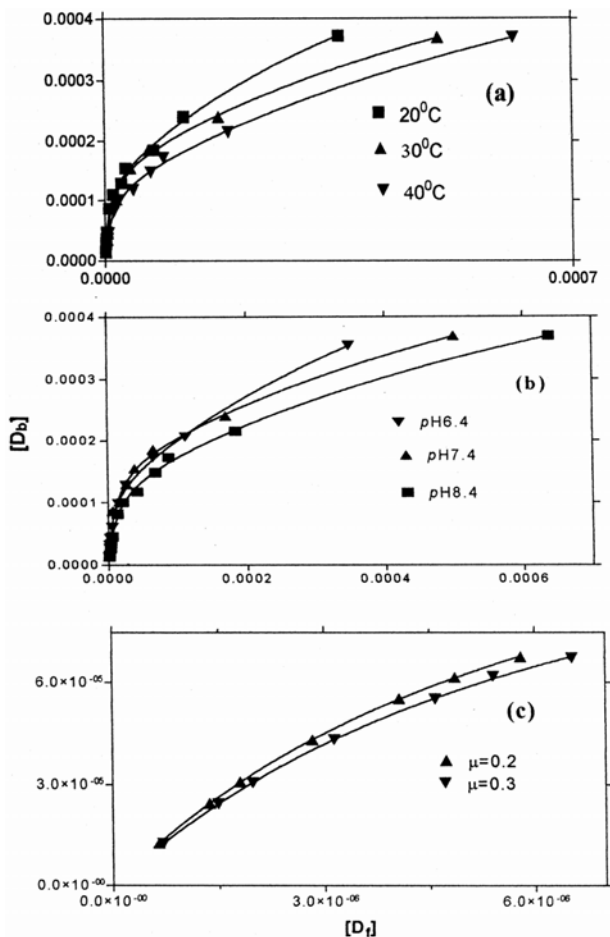 0.0004
0.0003
0.0002
0.0001
0.0000
0.0000
0.0007
(a)
20⁰C
30⁰C
40⁰C
0.0004
0.0003
0.0002
0.0001
0.0000
0.0000
0.0002
0.0004
0.0006
(b)
pH6.4
pH7.4
pH8.4
[Db]
6.0×10⁻⁰⁵
3.0×10⁻⁰⁵
0.0×10⁻⁰⁰
0.0×10⁻⁰⁰
3.0×10⁻⁰⁶
6.0×10⁻⁰⁶
(c)
μ=0.2
μ=0.3
[Df]